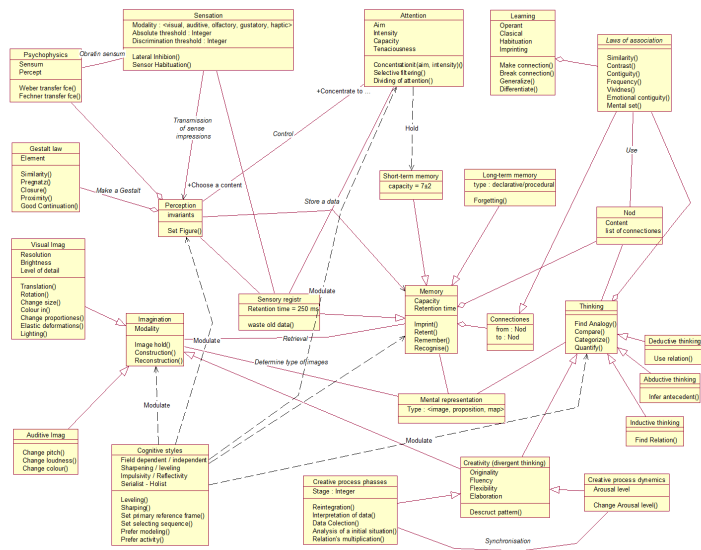 Sensation
Modality : <visual, auditive, olfactory, gustatory, haptic>
Absolute threshold : Integer
Discrimination threshold : Integer
Lateral Inhibion()
Sensor Habituation()
Attention
Aim
Intensity
Capacity
Tenaciousness
Concentrationit(aim, intensity)()
Selective filtering()
Dividing of attention()
Learning
Operant
Clasical
Habituation
Imprinting
Make connection()
Break connection()
Generalize()
Differentiate()
Laws of association
Similarity()
Contrast()
Contiguity()
Frequency()
Vividnes()
Emotional contiguity()
Mental set()
Psychophysics
Sensum
Percept
Weber transfer fce()
Fechner transfer fce()
Obratin sensum
+Concentrate to ...
Transmission
of sense
impressions
Control
Hold
Use
Gestalt law
Element
Similarity()
Pregnatz()
Closure()
Proximity()
Good Continuation()
Make a Gestalt
+Choose a content
Perception
invariants
Set Figure()
Store a data
Short-term memory
capacity = 7±2
Long-term memory
type : declarative/procedural
Forgetting()
Nod
Content
list of connectiones
Visual Imag
Resolution
Brightness
Level of detail
Translation()
Rotation()
Change size()
Colour in()
Change proportiones()
Elastic deformations()
Lighting()
Modulate
Sensory registr
Retention time = 250 ms
waste old data()
Memory
Capacity
Retention time
Imprint()
Retent()
Remember()
Recognise()
Connectiones
from : Nod
to : Nod
Thinking
Find Analogy()
Compare()
Categorize()
Quantify()
Imagination
Modality
Image hold()
Construction()
Reconstruction()
Modulate
Retrieval
Determine type of images
Deductive thinking
Use relation()
Abductive thinking
Infer antecedent()
Inductive thinking
Find Relation()
Mental representation
Type : <image, proposition, map>
Modulate
Auditive Imag
Change pitch()
Change loudness()
Change colour()
Modulate
Cognitive styles
Field dependent / independent
Sharpening / leveling
Impulsivity / Reflectivity
Serialist - Holist
Leveling()
Sharping()
Set primary reference frame()
Set selecting sequence()
Prefer modeling()
Prefer activity()
Creative process phases
Stage : Integer
Reintegration()
Interpretation of data()
Data Colection()
Analysis of a initial situation()
Relation's multiplication()
Creativity (divergent thinking)
Originality
Fluency
Flexibility
Elaboration
Descruct pattern()
Creative process dynamics
Arousal level
Change Arousal level()
Synchronisation